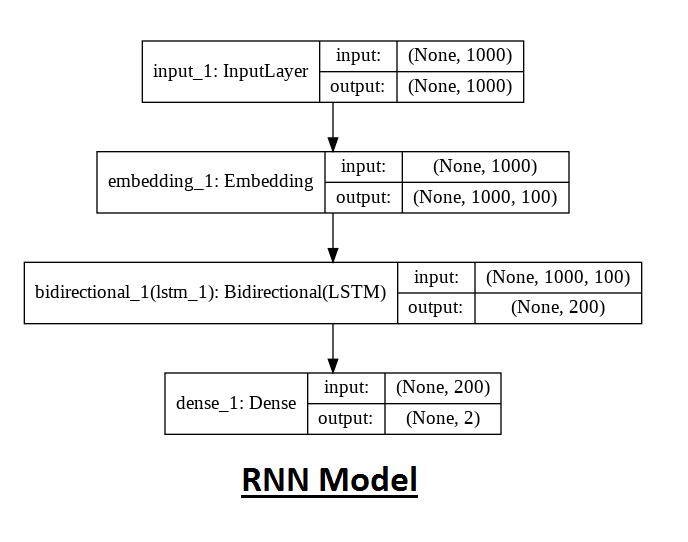 input_1: InputLayer
input: (None, 1000)
output: (None, 1000)
embedding_1: Embedding
input: (None, 1000)
output: (None, 1000, 100)
bidirectional_1(lstm_1): Bidirectional(LSTM)
input: (None, 1000, 100)
output: (None, 200)
dense_1: Dense
input: (None, 200)
output: (None, 2)
RNN Model